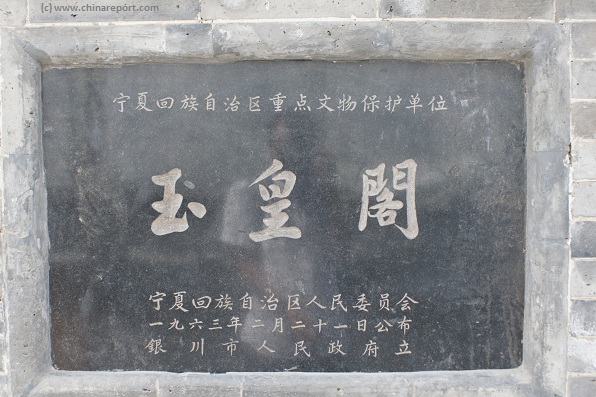 (c) www.chinareport.com
宁夏回族自治区重点文物保护单位
玉皇閣
宁夏回族自治区人民委员会
一九六三年二月二十一日公布
銀川市人民政府立